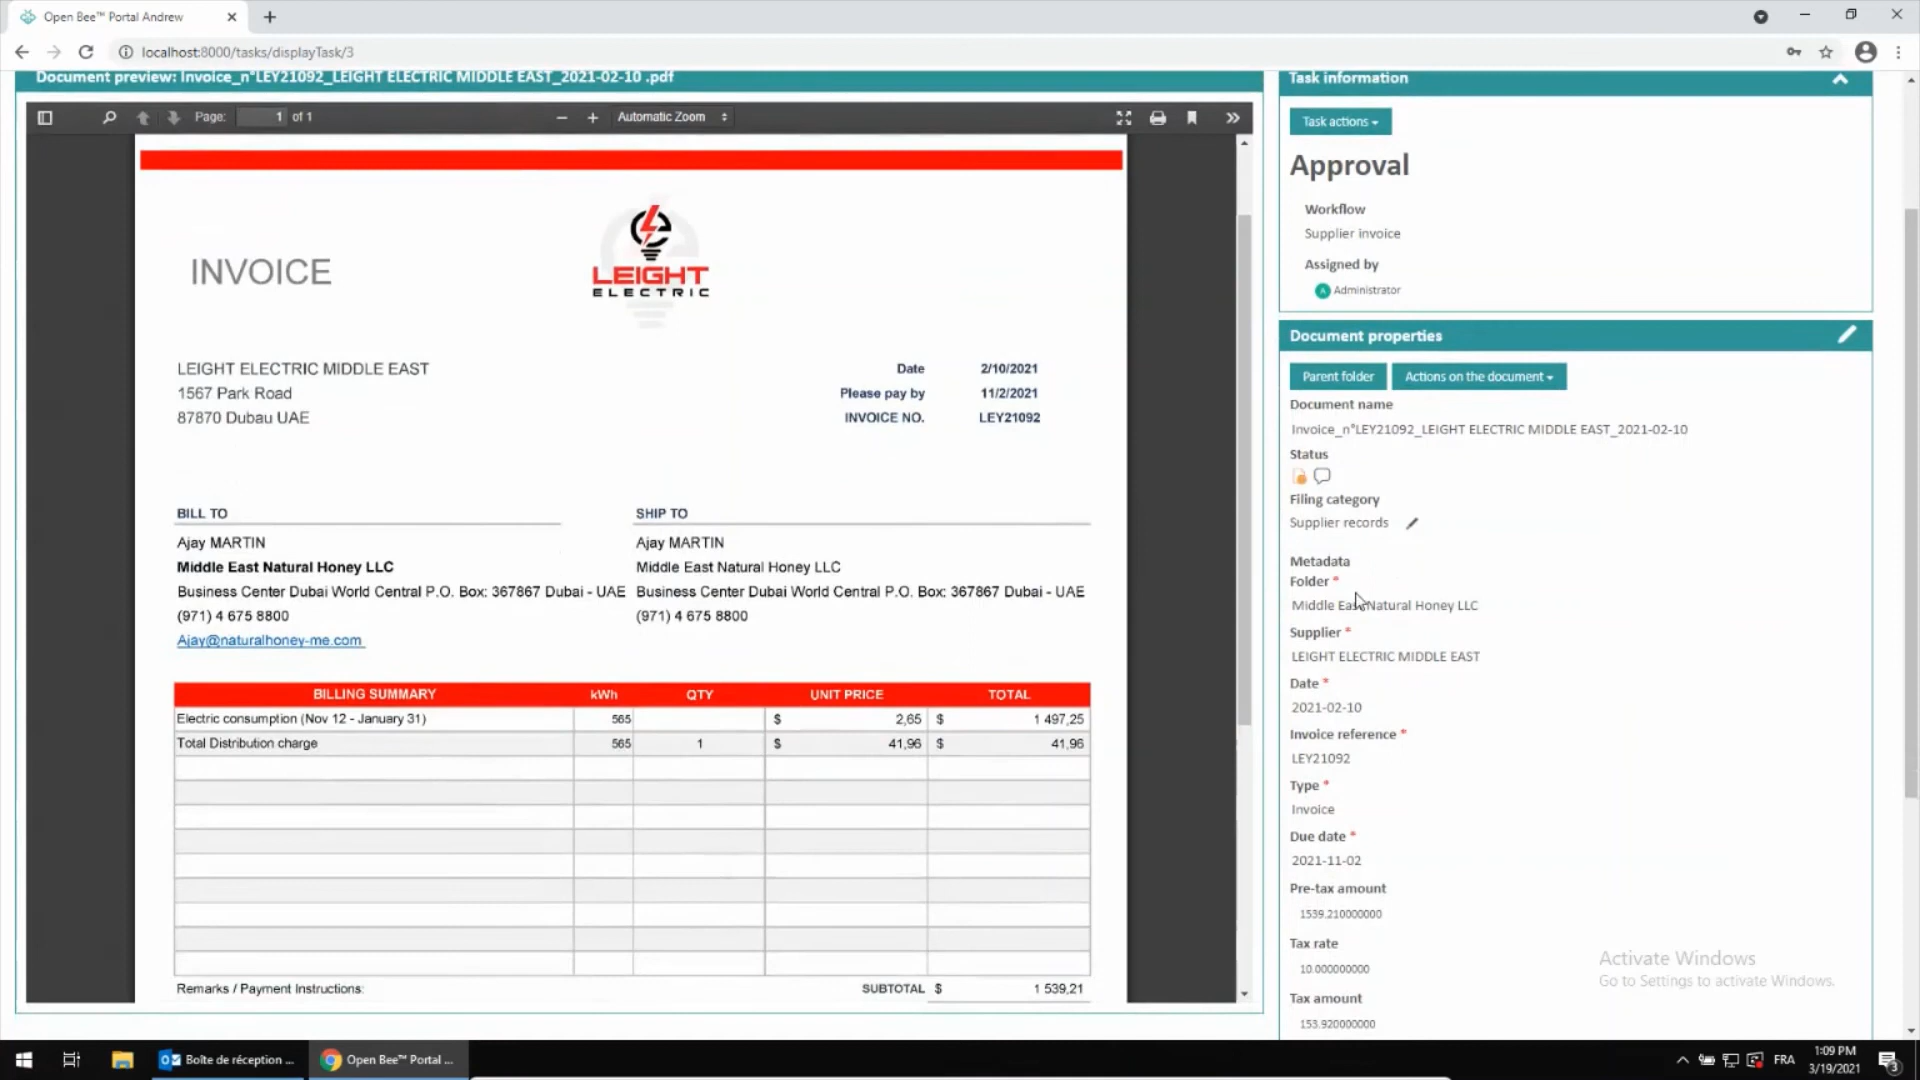 Open Bee™ Portal Andrew
localhost:8000/tasks/displayTask/3
Document preview: Invoice_n°LEY21092_LEIGHT ELECTRIC MIDDLE EAST_2021-02-10 .pdf
Page: 1 of 1
Automatic Zoom
INVOICE
LEIGHT
ELECTRIC
LEIGHT ELECTRIC MIDDLE EAST
1567 Park Road
87870 Dubau UAE
Date 2/10/2021
Please pay by 11/2/2021
INVOICE NO. LEY21092
BILL TO
Ajay MARTIN
Middle East Natural Honey LLC
Business Center Dubai World Central P.O. Box: 367867 Dubai - UAE
(971) 4 675 8800
Ajay@naturalhoney-me.com
SHIP TO
Ajay MARTIN
Middle East Natural Honey LLC
Business Center Dubai World Central P.O. Box: 367867 Dubai - UAE
(971) 4 675 8800
BILLING SUMMARY kWh QTY UNIT PRICE TOTAL
Electric consumption (Nov 12 - January 31) 565 $ 2,65 $ 1 497,25
Total Distribution charge 565 1 $ 41,96 $ 41,96
Remarks / Payment Instructions: SUBTOTAL $ 1 539,21
Task information
Task actions
Approval
Workflow
Supplier invoice
Assigned by
A Administrator
Document properties
Parent folder Actions on the document
Document name
Invoice_n°LEY21092_LEIGHT ELECTRIC MIDDLE EAST_2021-02-10
Status
Filing category
Supplier records
Metadata
Folder *
Middle East Natural Honey LLC
Supplier *
LEIGHT ELECTRIC MIDDLE EAST
Date *
2021-02-10
Invoice reference *
LEY21092
Type *
Invoice
Due date *
2021-11-02
Pre-tax amount
1539.210000000
Tax rate
10.000000000
Tax amount
153.920000000
Activate Windows
Go to Settings to activate Windows.
Boîte de réception ...
Open Bee™ Portal ...
FRA
1:09 PM
3/19/2021
3